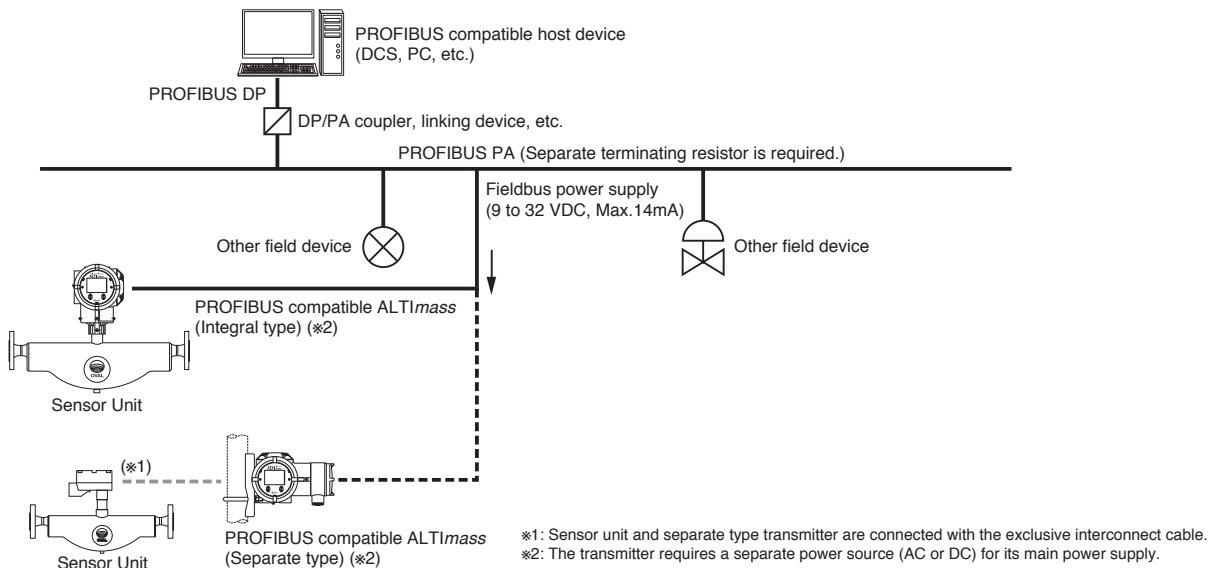 PROFIBUS compatible host device
(DCS, PC, etc.)
PROFIBUS DP
DP/PA coupler, linking device, etc.
PROFIBUS PA (Separate terminating resistor is required.)
Fieldbus power supply
(9 to 32 VDC, Max.14mA)
Other field device
Other field device
PROFIBUS compatible ALTImass
(Integral type) (※2)
OVAL
Sensor Unit
(※1)
PROFIBUS compatible ALTImass
(Separate type) (※2)
Sensor Unit
※1: Sensor unit and separate type transmitter are connected with the exclusive interconnect cable.
※2: The transmitter requires a separate power source (AC or DC) for its main power supply.